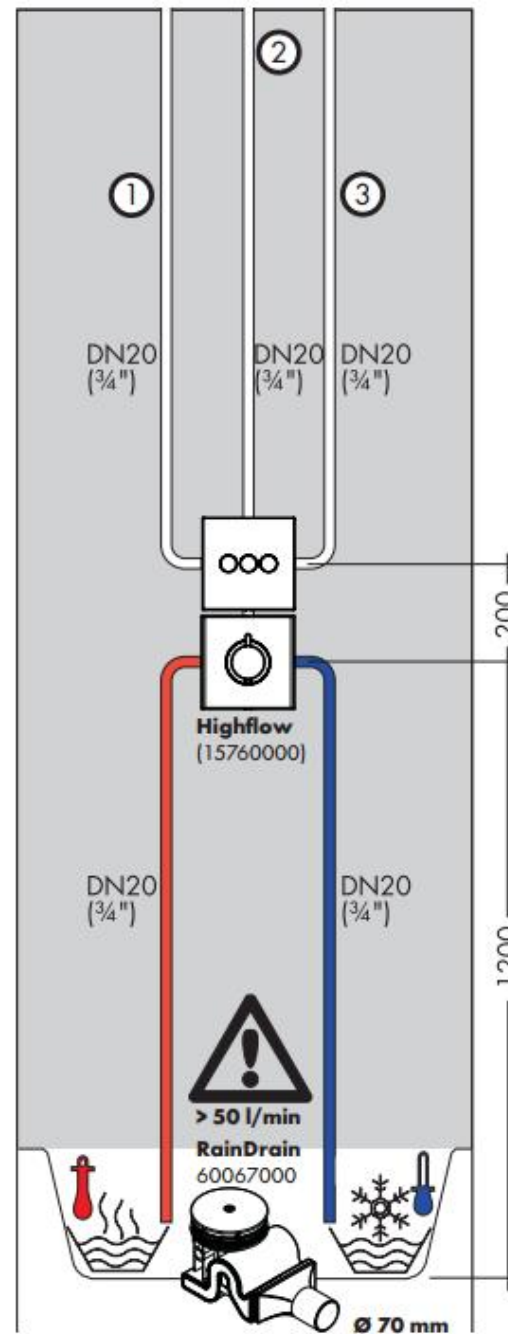 2
1
3
DN20
(¾")
DN20
(¾")
DN20
(¾")
200
Highflow
(15760000)
DN20
(¾")
DN20
(¾")
1200
> 50 l/min
RainDrain
60067000
Ø 70 mm